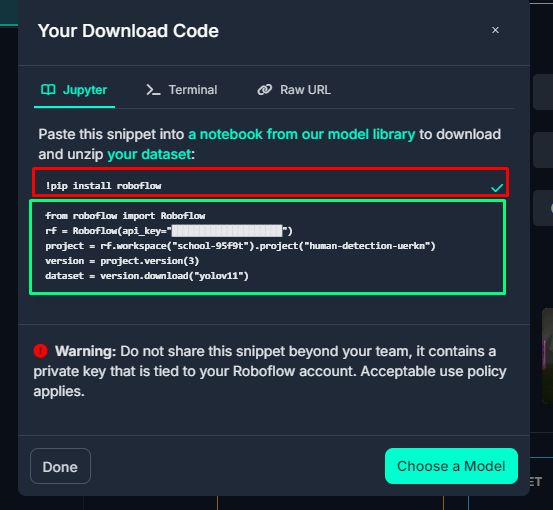 Your Download Code
×
Jupyter
Terminal
Raw URL
Paste this snippet into a notebook from our model library to download
and unzip your dataset:
!pip install roboflow
from roboflow import Roboflow
rf = Roboflow(api_key="████████████████████")
project = rf.workspace("school-95f9t").project("human-detection-uerkn")
version = project.version(3)
dataset = version.download("yolov11")
Warning: Do not share this snippet beyond your team, it contains a
private key that is tied to your Roboflow account. Acceptable use policy
applies.
Done
Choose a Model
ET